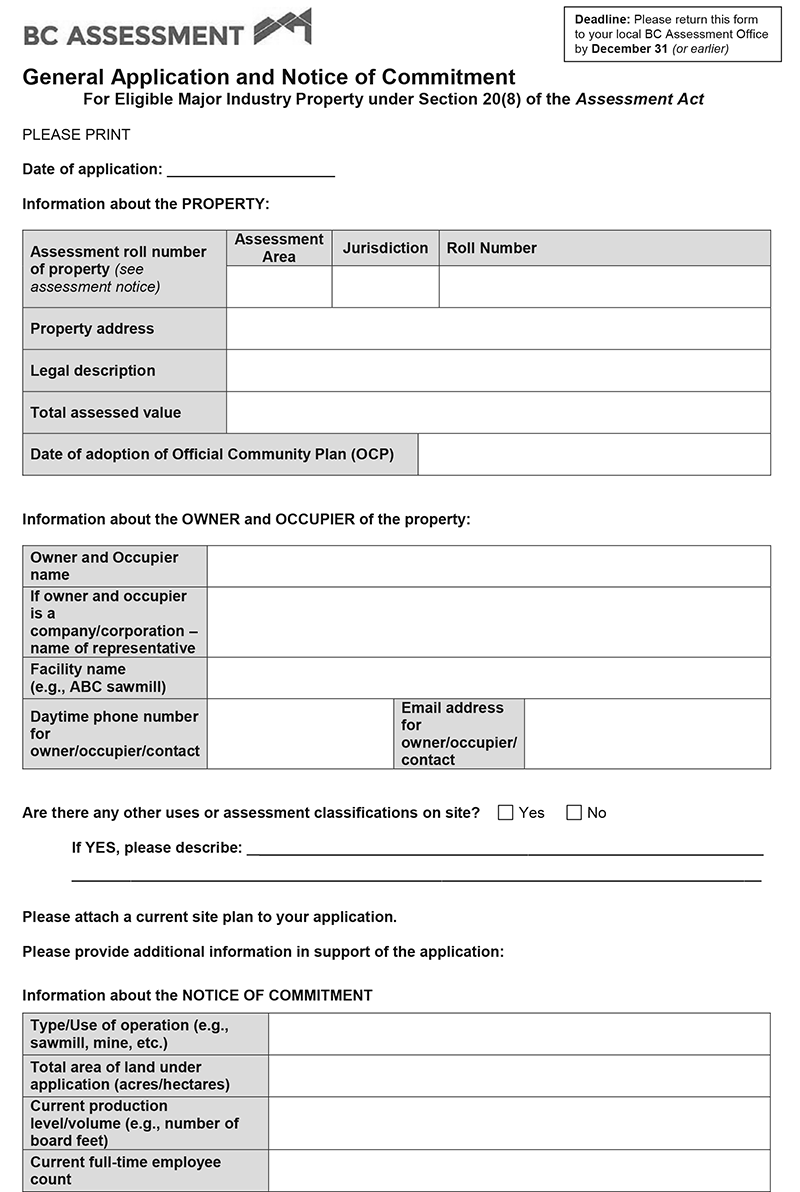 BC ASSESSMENT
Deadline: Please return this form
to your local BC Assessment Office
by December 31 (or earlier)
General Application and Notice of Commitment
For Eligible Major Industry Property under Section 20(8) of the Assessment Act
PLEASE PRINT
Date of application: ____________________
Information about the PROPERTY:
Assessment roll number
of property (see
assessment notice)
Assessment
Area
Jurisdiction
Roll Number
Property address
Legal description
Total assessed value
Date of adoption of Official Community Plan (OCP)
Information about the OWNER and OCCUPIER of the property:
Owner and Occupier
name
If owner and occupier
is a
company/corporation –
name of representative
Facility name
(e.g., ABC sawmill)
Daytime phone number
for
owner/occupier/contact
Email address
for
owner/occupier/
contact
Are there any other uses or assessment classifications on site? ☐ Yes ☐ No
If YES, please describe: ____________________
Please attach a current site plan to your application.
Please provide additional information in support of the application:
Information about the NOTICE OF COMMITMENT
Type/Use of operation (e.g.,
sawmill, mine, etc.)
Total area of land under
application (acres/hectares)
Current production
level/volume (e.g., number of
board feet)
Current full-time employee
count